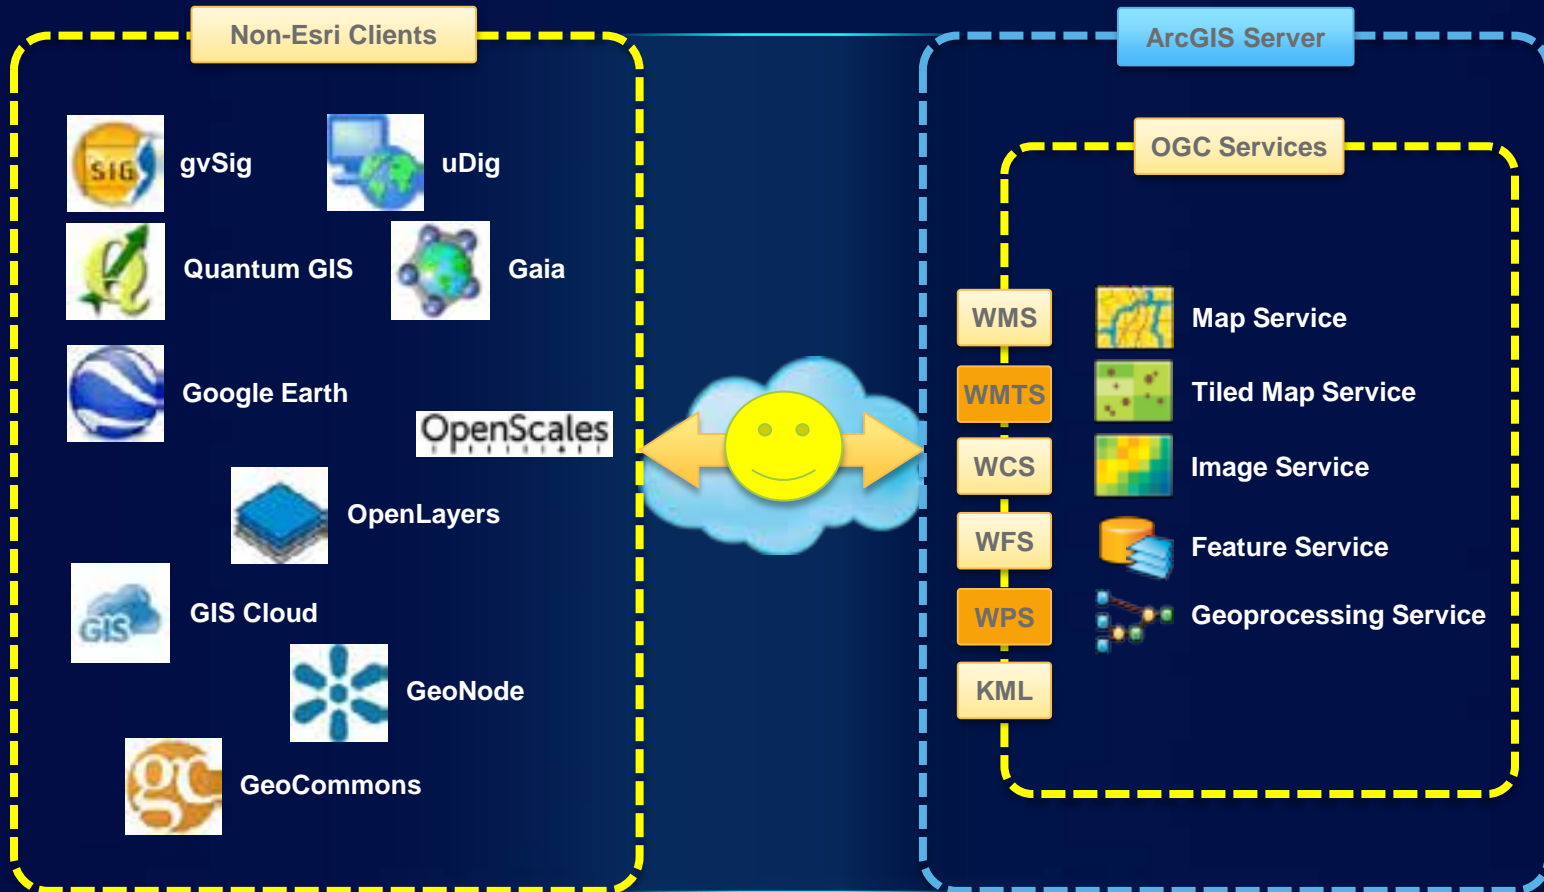 Non-Esri Clients
ArcGIS Server
SIG
gvSig
uDig
Quantum GIS
Gaia
Google Earth
OpenScales
OpenLayers
GIS
GIS Cloud
GeoNode
gc
GeoCommons
OGC Services
WMS
Map Service
WMTS
Tiled Map Service
WCS
Image Service
WFS
Feature Service
WPS
Geoprocessing Service
KML